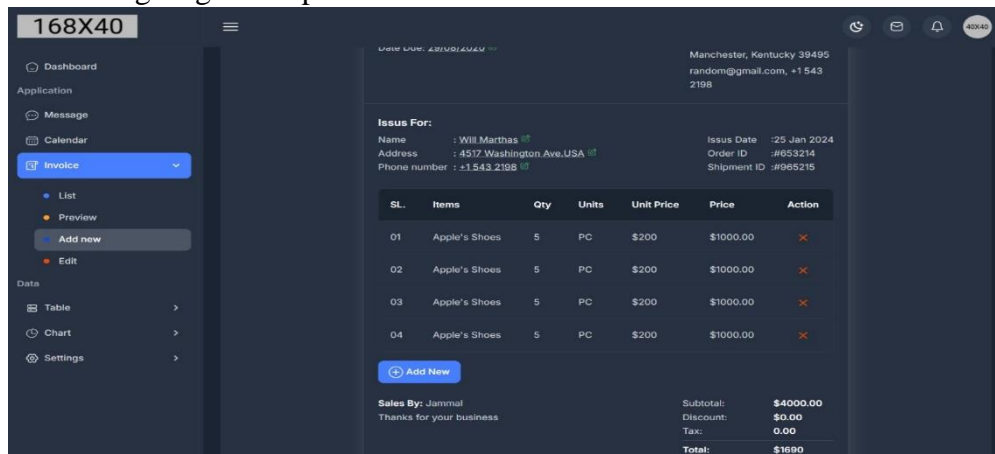 168X40
40X40
Dashboard
Application
Message
Calendar
Invoice
List
Preview
Add new
Edit
Data
Table
Chart
Settings
Date Due: 29/08/2020
Manchester, Kentucky 39495
random@gmail.com, +1 543
2198
Issus For:
Name : Will Marthas
Address : 4517 Washington Ave.USA
Phone number : +1 543 2198
Issus Date :25 Jan 2024
Order ID :#653214
Shipment ID :#965215
SL. Items Qty Units Unit Price Price Action
01 Apple's Shoes 5 PC $200 $1000.00
02 Apple's Shoes 5 PC $200 $1000.00
03 Apple's Shoes 5 PC $200 $1000.00
04 Apple's Shoes 5 PC $200 $1000.00
Add New
Sales By: Jammal
Thanks for your business
Subtotal: $4000.00
Discount: $0.00
Tax: 0.00
Total: $1690